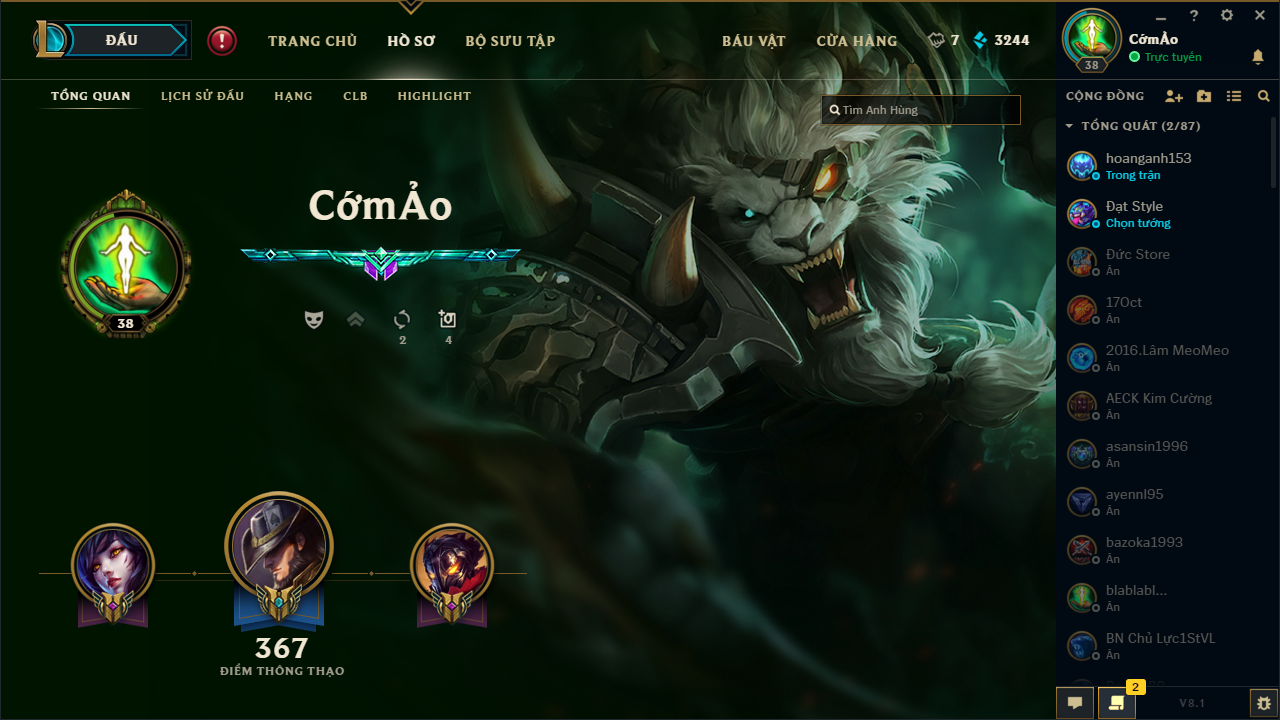 ĐẤU
TRANG CHỦ
HỒ SƠ
BỘ SƯU TẬP
BÁU VẬT
CỬA HÀNG
7
3244
38
CớmẢo
Trực tuyến
TỔNG QUAN
LỊCH SỬ ĐẤU
HẠNG
CLB
HIGHLIGHT
Tìm Anh Hùng
CớmẢo
38
2
4
367
ĐIỂM THÔNG THẠO
CỘNG ĐỒNG
TỔNG QUÁT (2/87)
hoanganh153
Trong trận
Đạt Style
Chọn tướng
Đức Store
Ẩn
17Oct
Ẩn
2016.Lâm MeoMeo
Ẩn
AECK Kim Cường
Ẩn
asansin1996
Ẩn
ayennl95
Ẩn
bazoka1993
Ẩn
blablabl...
Ẩn
BN Chủ Lực1StVL
Ẩn
2
V8.1